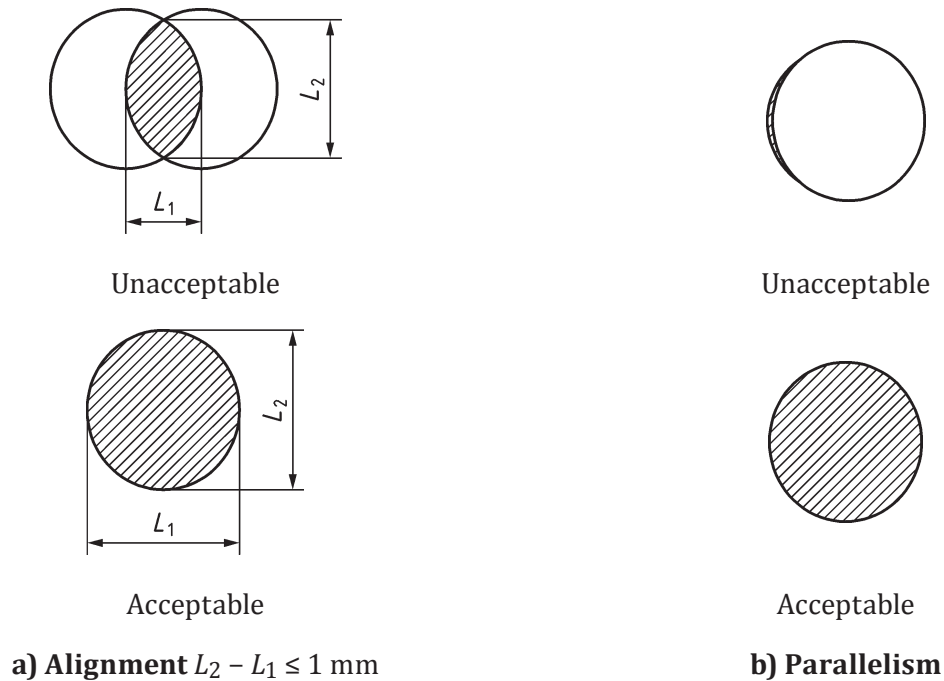 L2
L1
Unacceptable
Unacceptable
L2
L1
Acceptable
Acceptable
a) Alignment L2 – L1 ≤ 1 mm
b) Parallelism